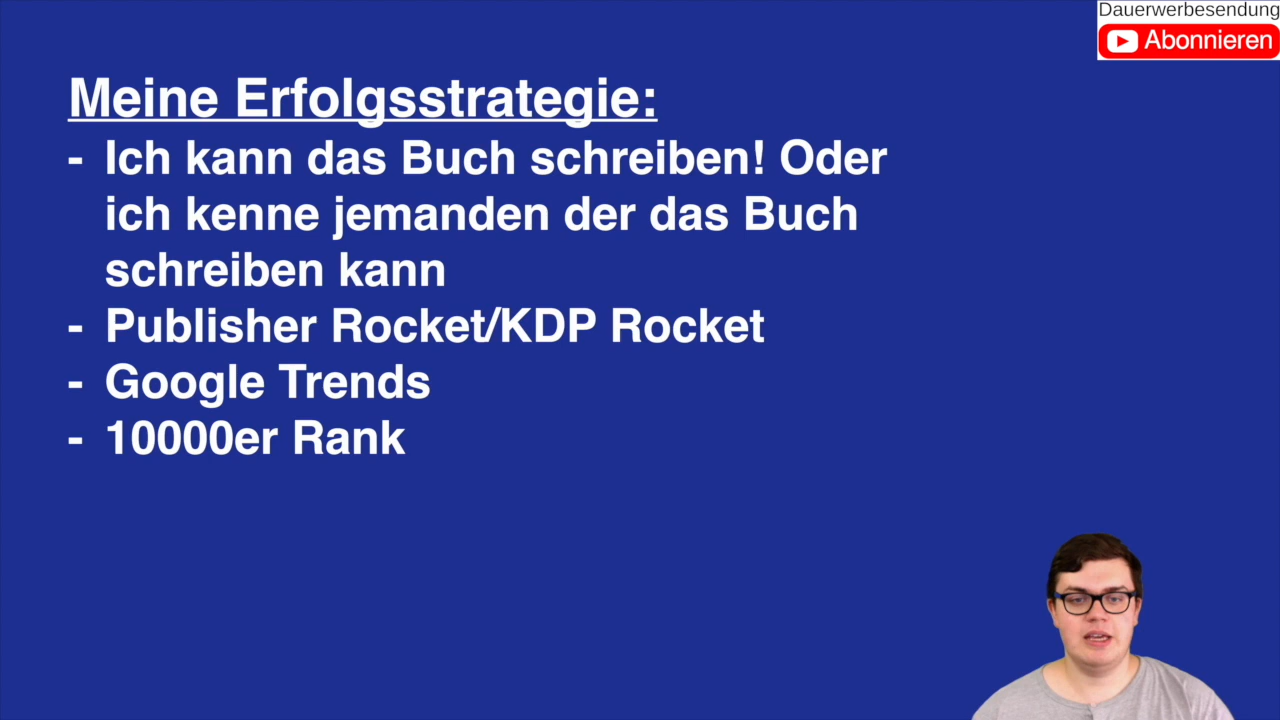 Dauerwerbesendung
Abonnieren
Meine Erfolgsstrategie:
- Ich kann das Buch schreiben! Oder
ich kenne jemanden der das Buch
schreiben kann
- Publisher Rocket/KDP Rocket
- Google Trends
- 10000er Rank